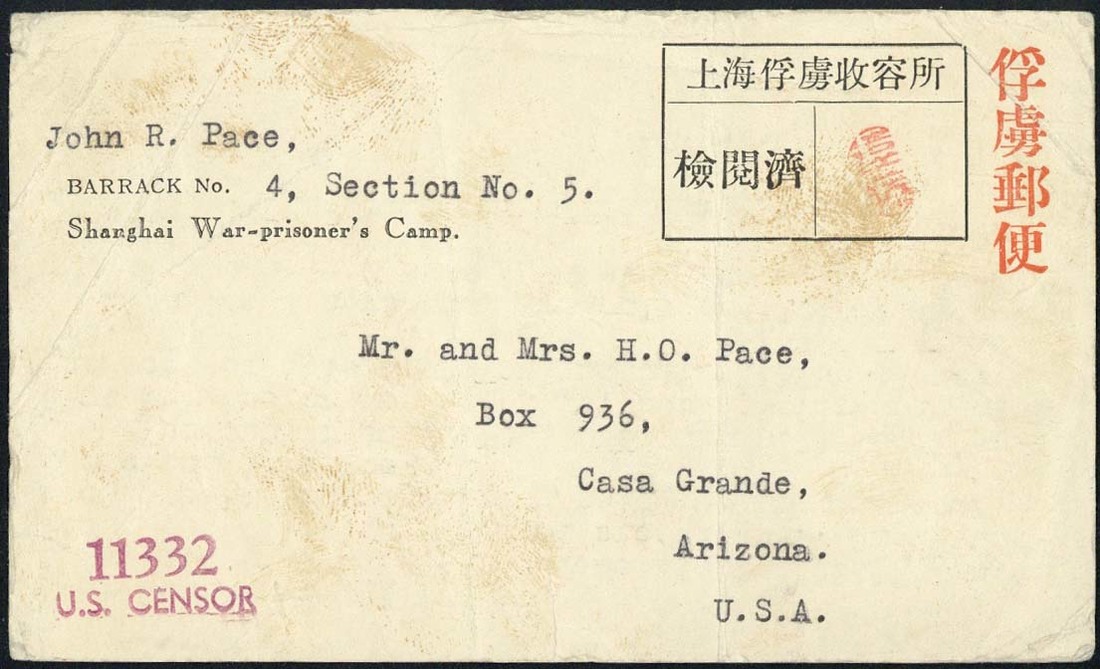 John R. Pace,
BARRACK No. 4, Section No. 5.
Shanghai War-prisoner's Camp.
上海俘虜收容所
檢閱濟
俘虜郵便
Mr. and Mrs. H.O. Pace,
Box 936,
Casa Grande,
Arizona.
U.S.A.
11332
U.S. CENSOR